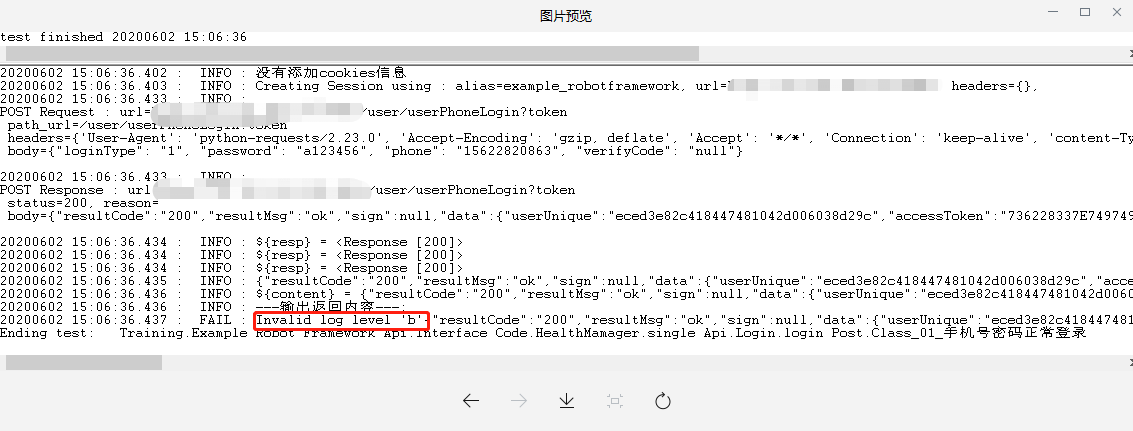 图片预览
test finished 20200602 15:06:36
20200602 15:06:36.402 :  INFO : 没有添加cookies信息
20200602 15:06:36.403 :  INFO : Creating Session using : alias=example_robotframework, url= headers={},
20200602 15:06:36.433 :  INFO :
POST Request : url= /user/userPhoneLogin?token
path_url=/user/userPhoneLogin?token
headers={'User-Agent': 'python-requests/2.23.0', 'Accept-Encoding': 'gzip, deflate', 'Accept': '*/*', 'Connection': 'keep-alive', 'content-Ty
body={"loginType": "1", "password": "a123456", "phone": "15622820863", "verifyCode": "null"}
20200602 15:06:36.433 :  INFO :
POST Response : url /user/userPhoneLogin?token
status=200, reason=
body={"resultCode":"200","resultMsg":"ok","sign":null,"data":{"userUnique":"eced3e82c418447481042d006038d29c","accessToken":"736228337E749749
20200602 15:06:36.434 :  INFO : ${resp} = <Response [200]>
20200602 15:06:36.434 :  INFO : ${resp} = <Response [200]>
20200602 15:06:36.434 :  INFO : ${resp} = <Response [200]>
20200602 15:06:36.435 :  INFO : {"resultCode":"200","resultMsg":"ok","sign":null,"data":{"userUnique":"eced3e82c418447481042d006038d29c","acce
20200602 15:06:36.436 :  INFO : ${content} = {"resultCode":"200","resultMsg":"ok","sign":null,"data":{"userUnique":"eced3e82c418447481042d006038
20200602 15:06:36.436 :  INFO : ---输出返回内容---:
20200602 15:06:36.437 :  FAIL : Invalid log level 'b'{"resultCode":"200","resultMsg":"ok","sign":null,"data":{"userUnique":"eced3e82c418447481
Ending test:   Training.Example Robot Framework Api.Interface Code.HealthManager.single Api.Login.login Post.Class_01_手机号密码正常登录